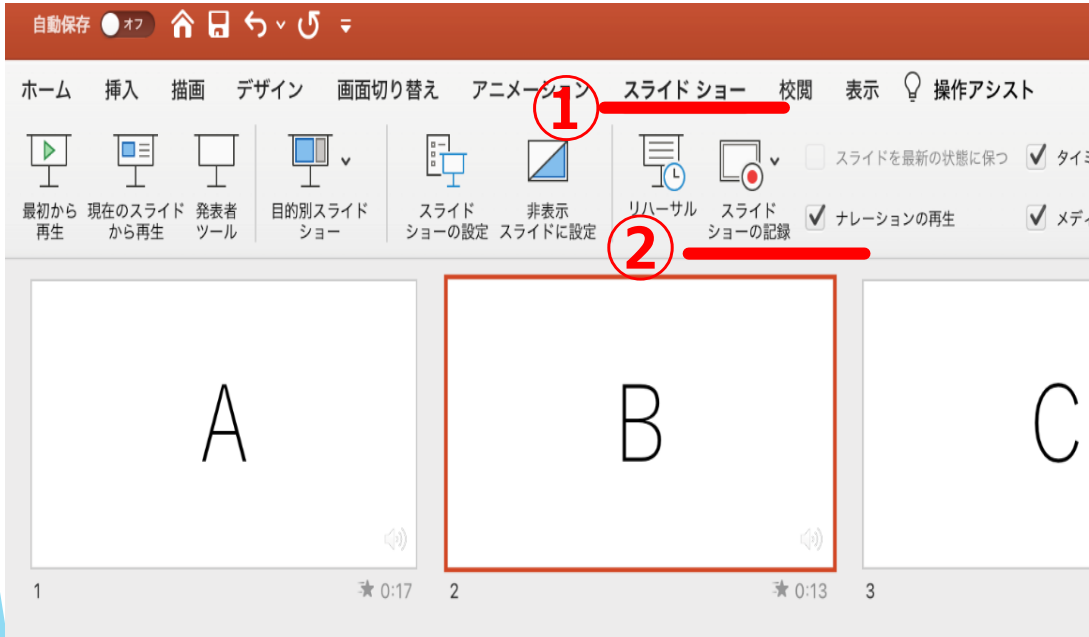 自動保存 オフ
ホーム 挿入 描画 デザイン 画面切り替え アニメーション スライド ショー 校閲 表示 操作アシスト
①
最初から
再生
現在のスライド
から再生
発表者
ツール
目的別スライド
ショー
スライド
ショーの設定
非表示
スライドに設定
リハーサル
スライド
ショーの記録
スライドを最新の状態に保つ
ナレーションの再生
タイミ
メディ
②
A
B
C
1 0:17
2 0:13
3